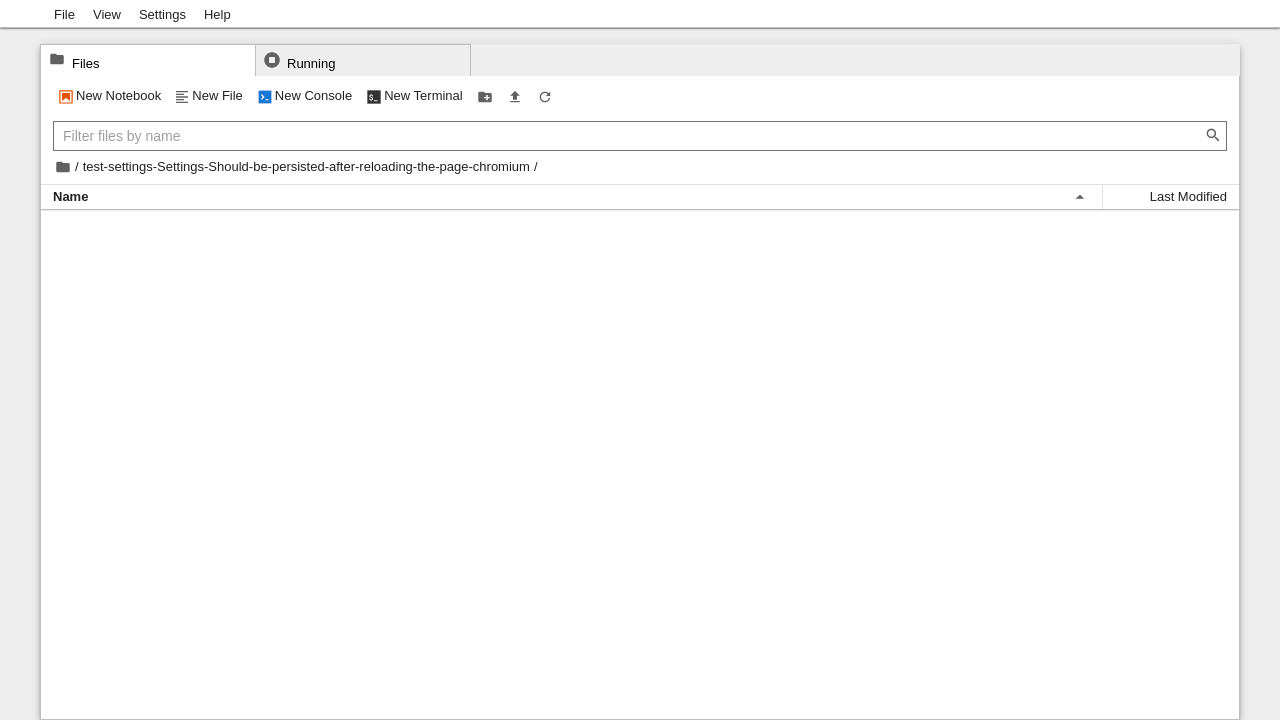 File View Settings Help
Files Running
New Notebook New File New Console New Terminal
Filter files by name
/ test-settings-Settings-Should-be-persisted-after-reloading-the-page-chromium /
Name Last Modified